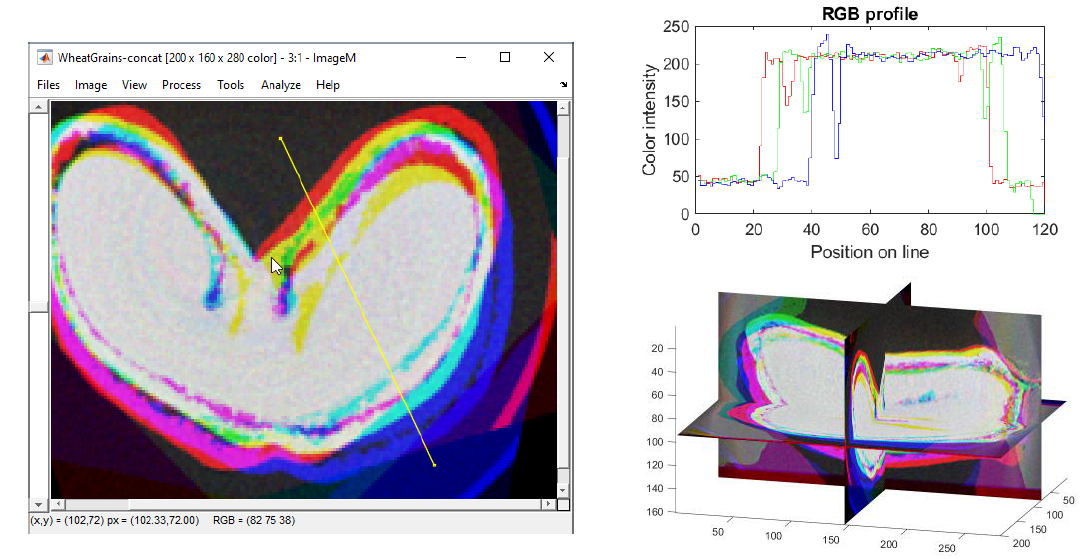 WheatGrains-concat [200 x 160 x 280 color] - 3:1 - ImageM
Files Image View Process Tools Analyze Help
(x,y) = (102,72) px = (102.33,72.00) RGB = (82 75 38)
RGB profile
Color intensity
250
200
150
100
50
0
0 20 40 60 80 100 120
Position on line
20
40
60
80
100
120
140
160
50 100 150 200 250
50
100
150
200